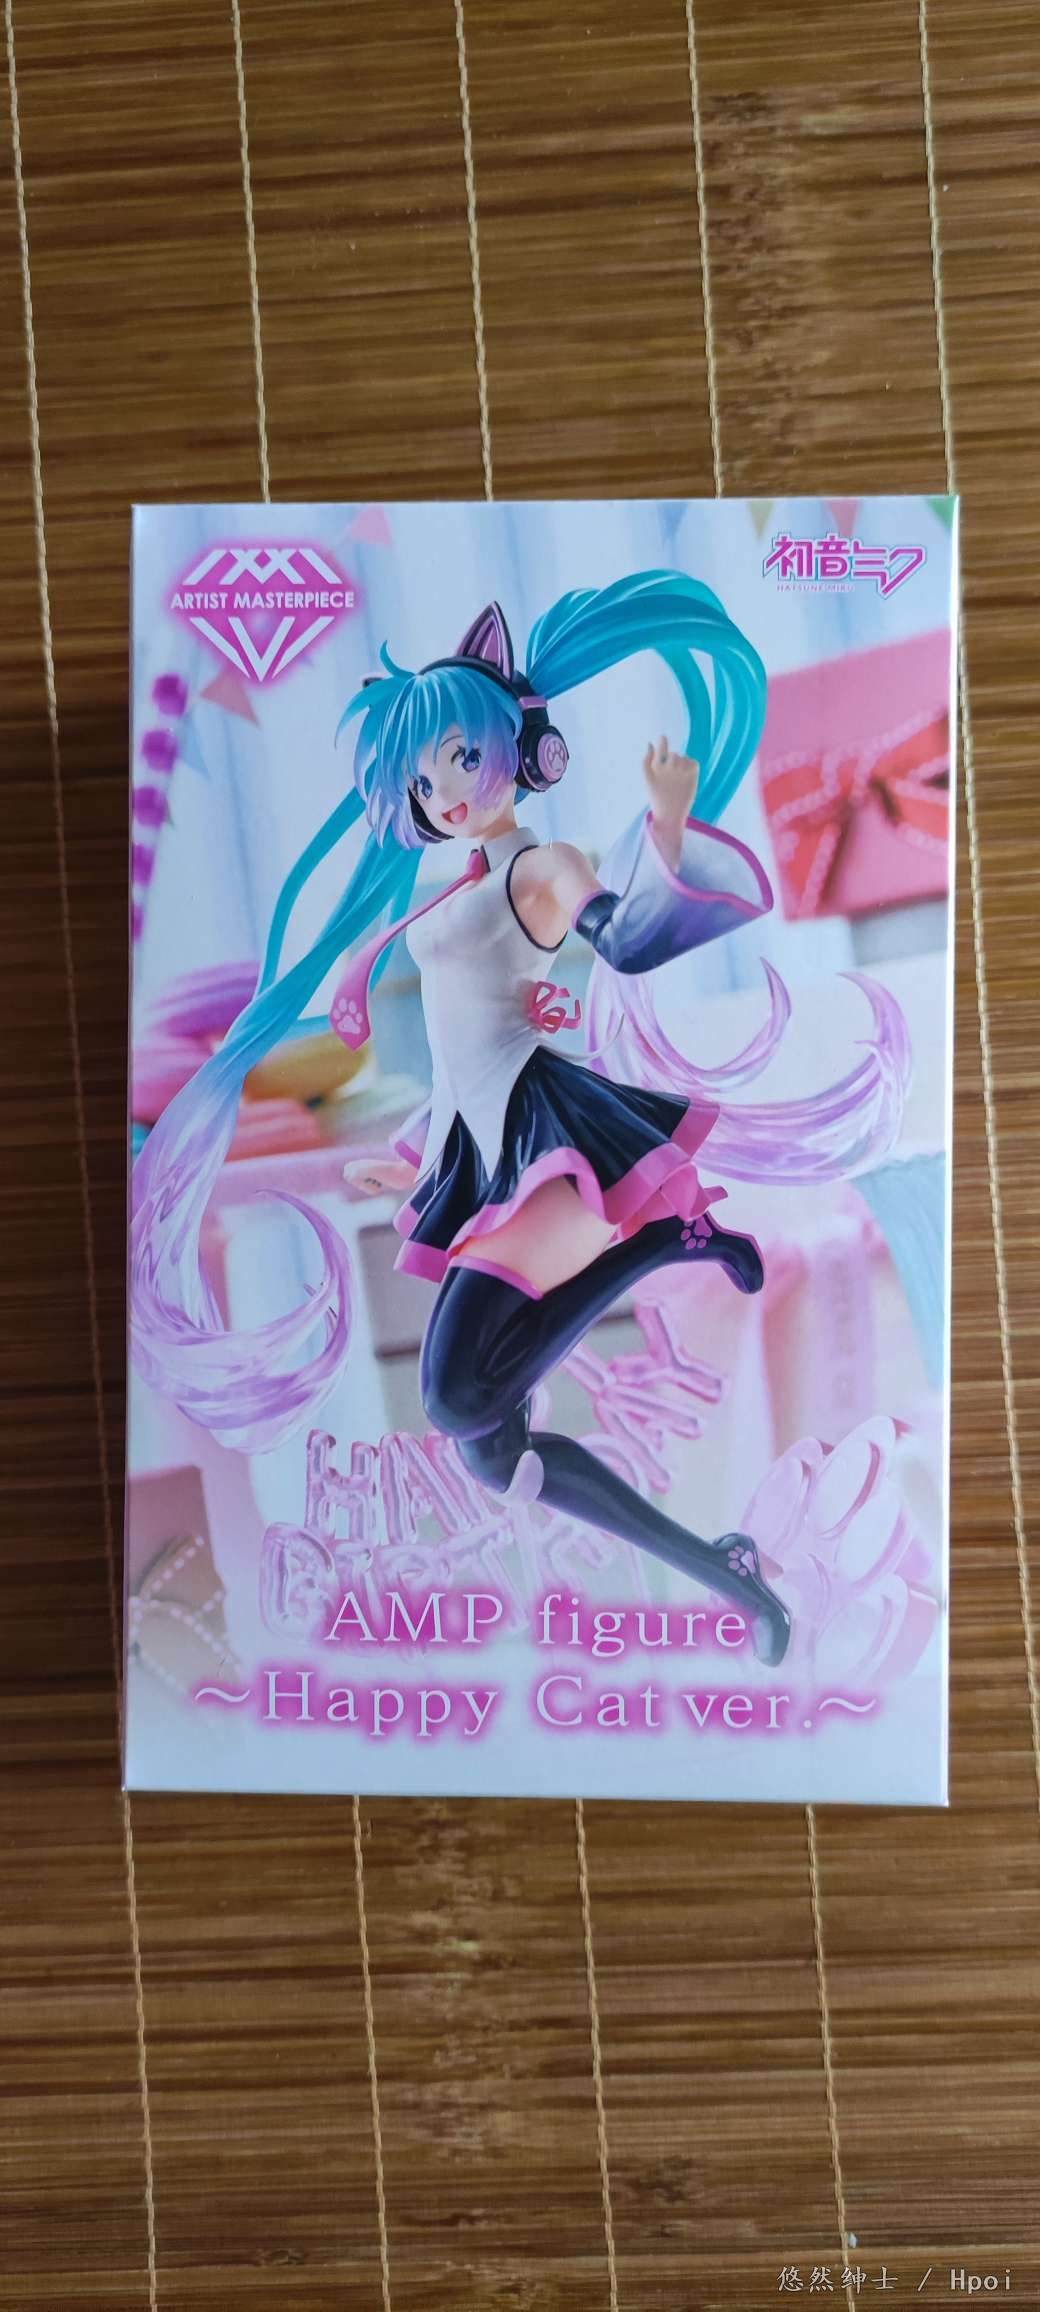 ARTIST MASTERPIECE
初音ミク
HATSUNE MIKU
AMP figure
~Happy Cat ver.~
悠然绅士 / Hpoi